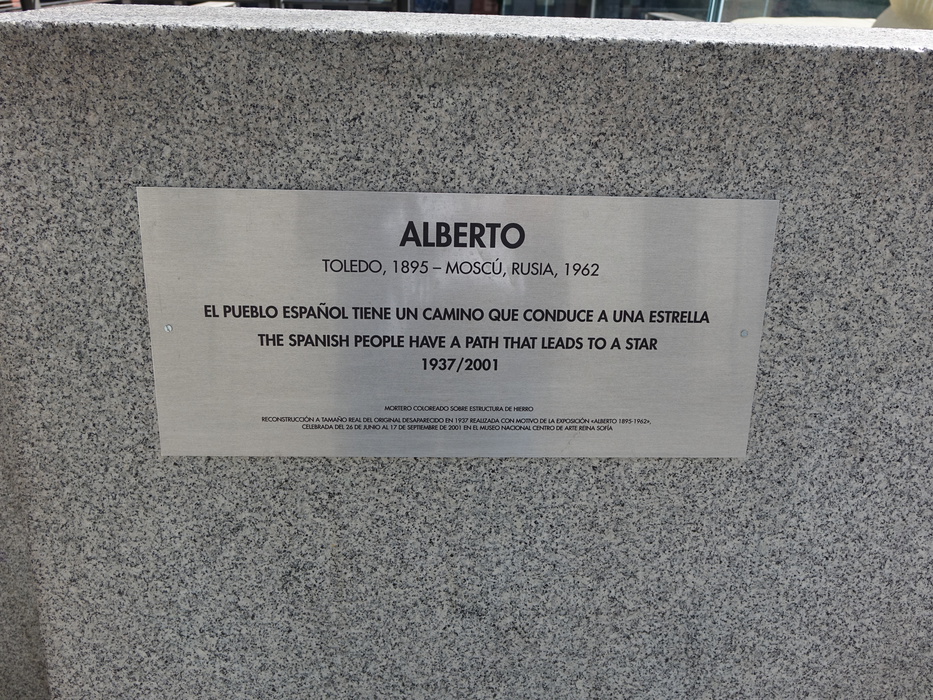 ALBERTO
TOLEDO, 1895 – MOSCÚ, RUSIA, 1962
EL PUEBLO ESPAÑOL TIENE UN CAMINO QUE CONDUCE A UNA ESTRELLA
THE SPANISH PEOPLE HAVE A PATH THAT LEADS TO A STAR
1937/2001
MORTERO COLOREADO SOBRE ESTRUCTURA DE HIERRO
RECONSTRUCCIÓN A TAMAÑO REAL DEL ORIGINAL DESAPARECIDO EN 1937 REALIZADA CON MOTIVO DE LA EXPOSICIÓN «ALBERTO 1895-1962»,
CELEBRADA DEL 26 DE JUNIO AL 17 DE SEPTIEMBRE DE 2001 EN EL MUSEO NACIONAL CENTRO DE ARTE REINA SOFÍA